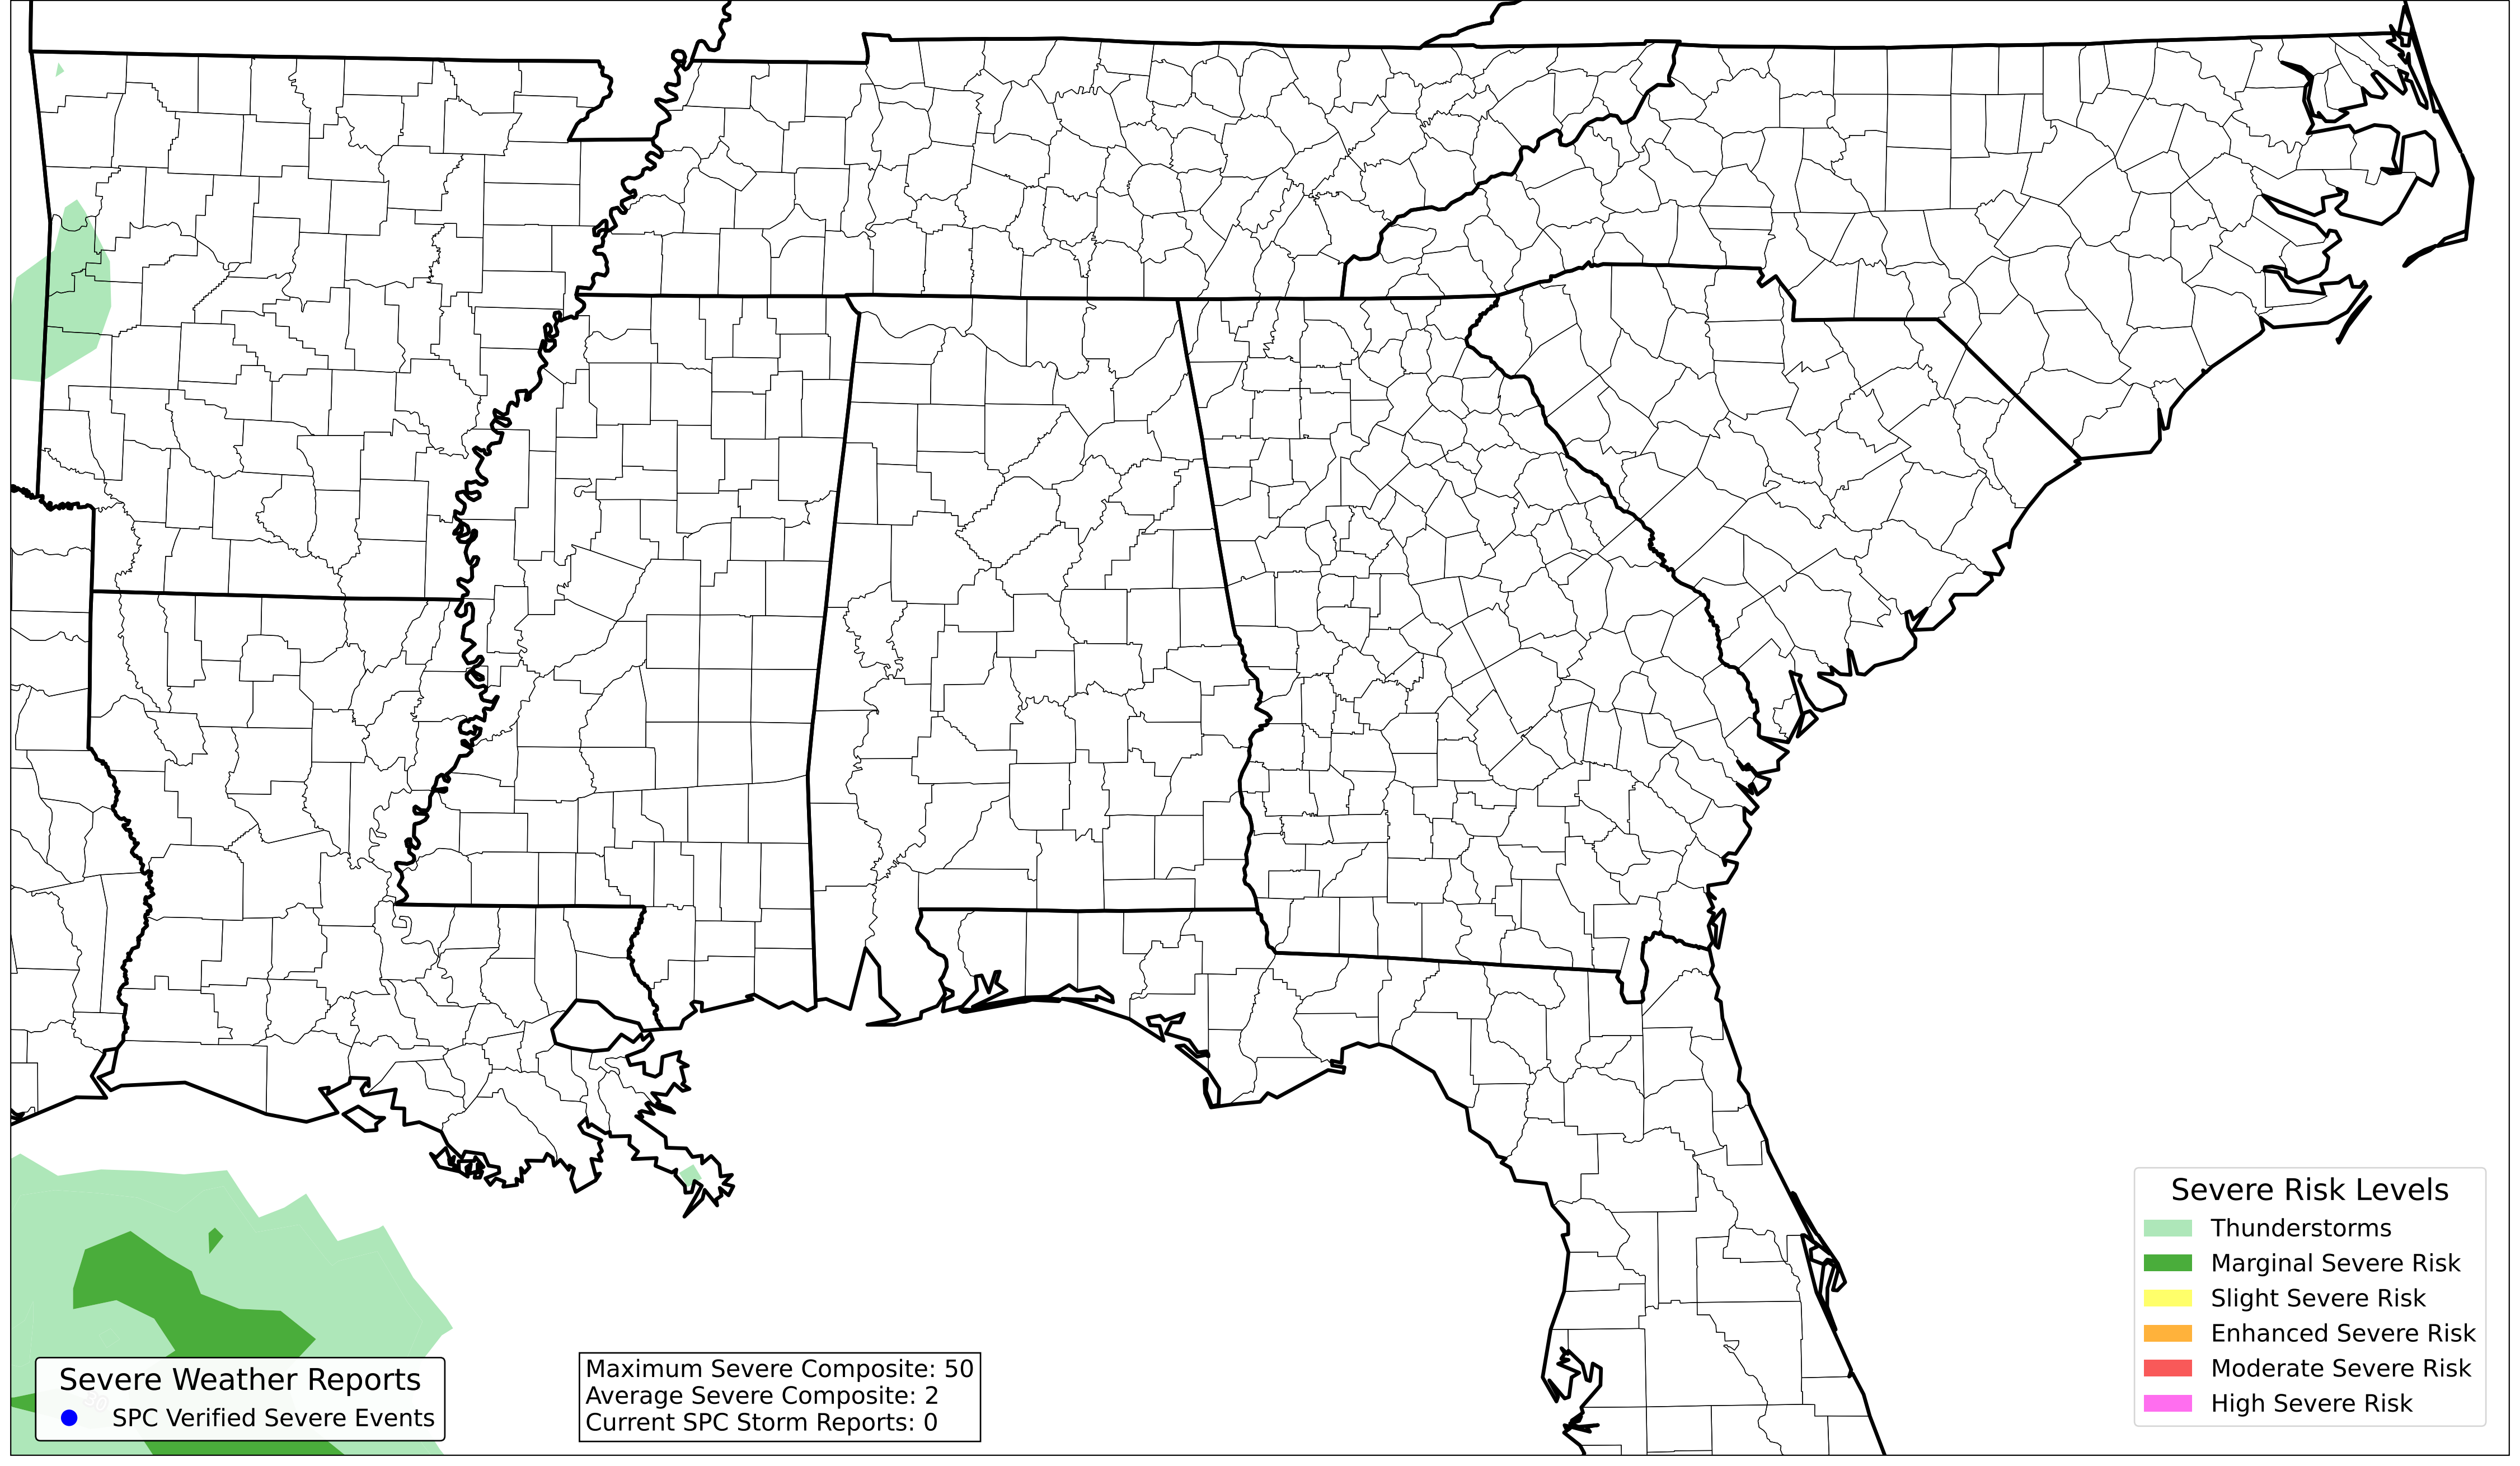 Severe Weather Reports
SPC Verified Severe Events
Maximum Severe Composite: 50
Average Severe Composite: 2
Current SPC Storm Reports: 0
Severe Risk Levels
Thunderstorms
Marginal Severe Risk
Slight Severe Risk
Enhanced Severe Risk
Moderate Severe Risk
High Severe Risk